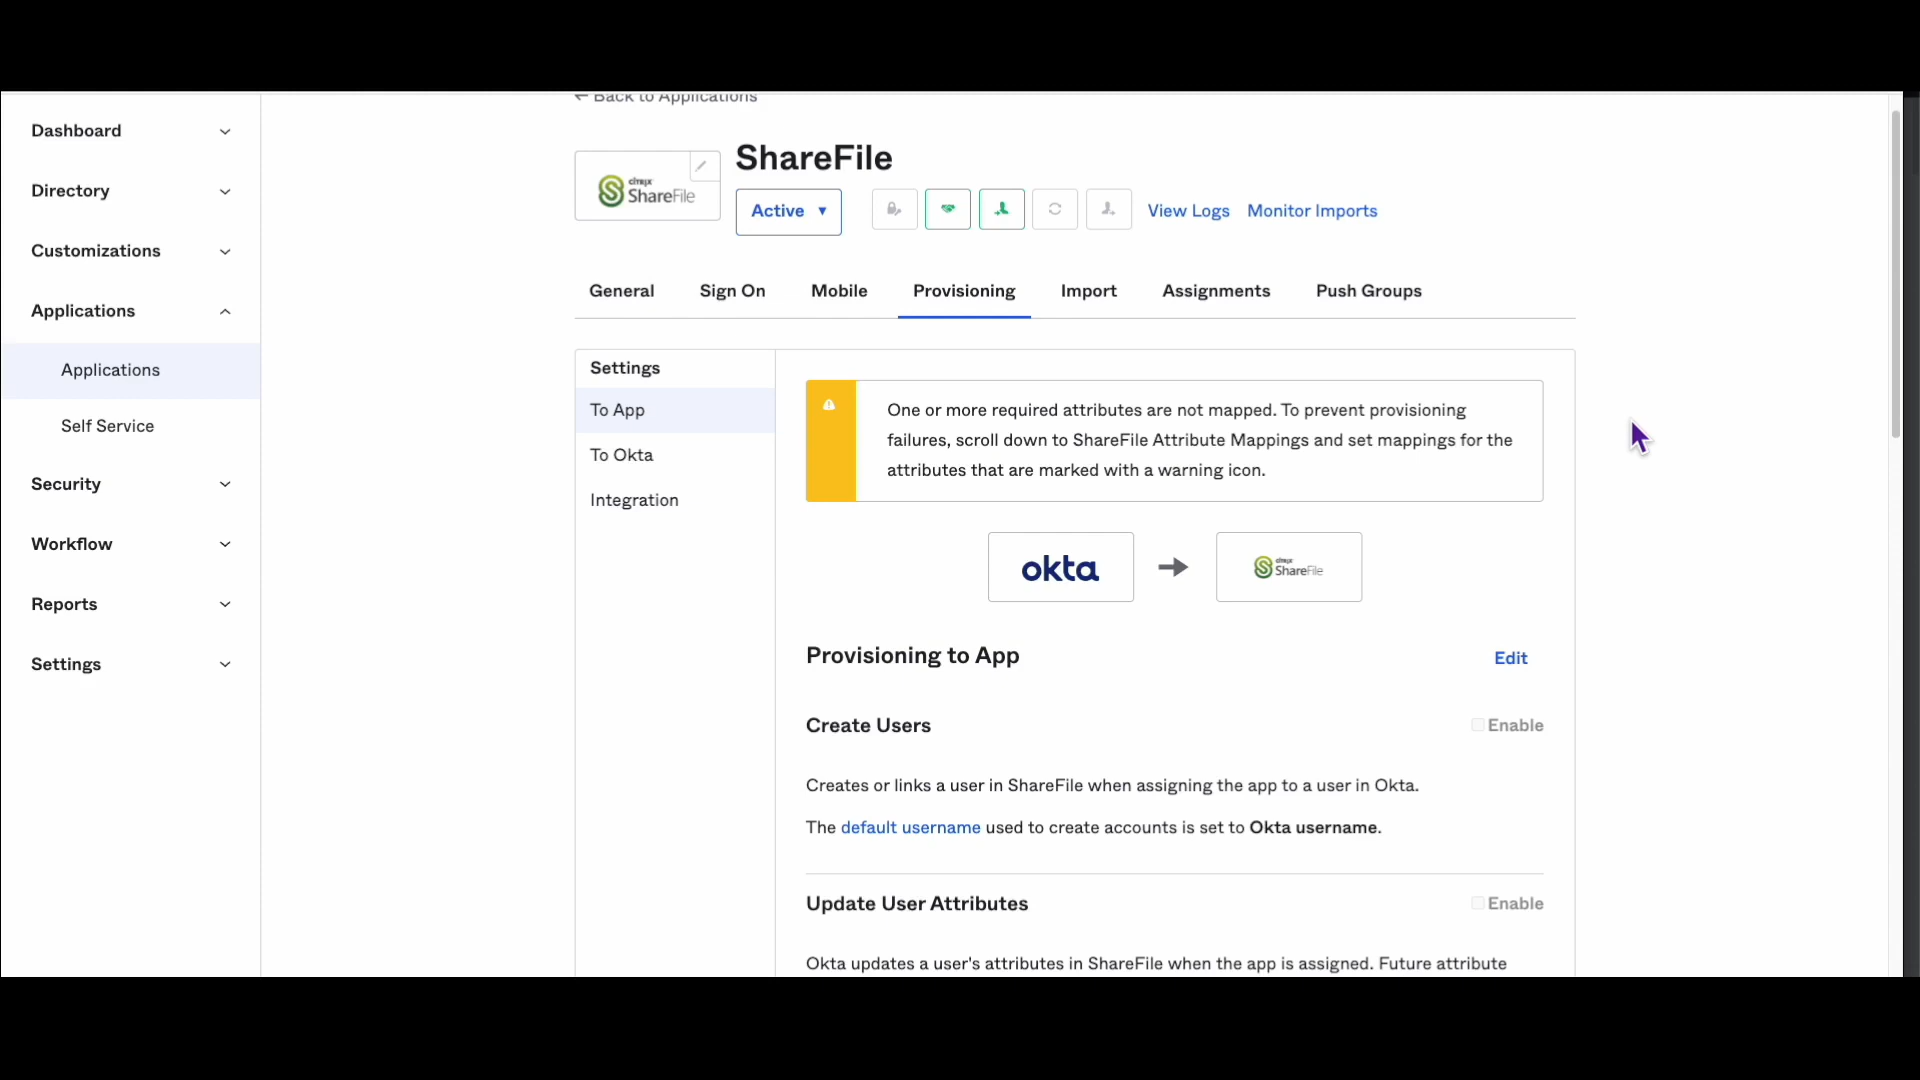 ← Back to Applications
Dashboard
Directory
Customizations
Applications
Applications
Self Service
Security
Workflow
Reports
Settings
citrix
ShareFile
ShareFile
Active ▼
View Logs
Monitor Imports
General
Sign On
Mobile
Provisioning
Import
Assignments
Push Groups
Settings
To App
To Okta
Integration
One or more required attributes are not mapped. To prevent provisioning
failures, scroll down to ShareFile Attribute Mappings and set mappings for the
attributes that are marked with a warning icon.
okta
citrix
ShareFile
Provisioning to App
Edit
Create Users
Enable
Creates or links a user in ShareFile when assigning the app to a user in Okta.
The default username used to create accounts is set to Okta username.
Update User Attributes
Enable
Okta updates a user's attributes in ShareFile when the app is assigned. Future attribute